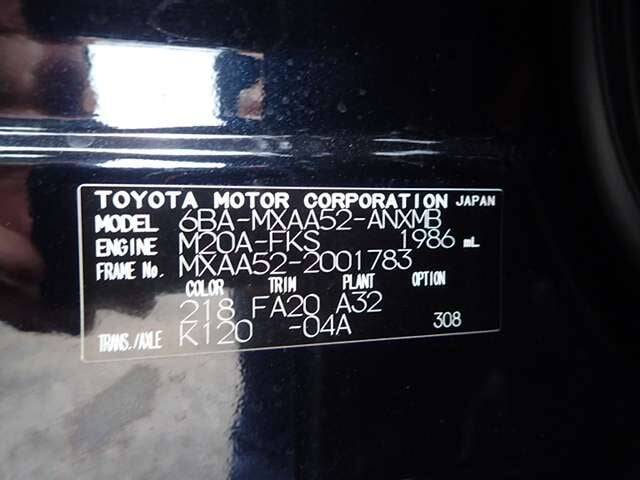 TOYOTA MOTOR CORPORATION JAPAN
MODEL 6BA-MXAA52-ANXMB
ENGINE M20A-FKS 1986 mL
FRAME No. MXAA52-2001783
COLOR TRIM PLANT OPTION
218 FA20 A32
TRANS./AXLE K120 -04A 308